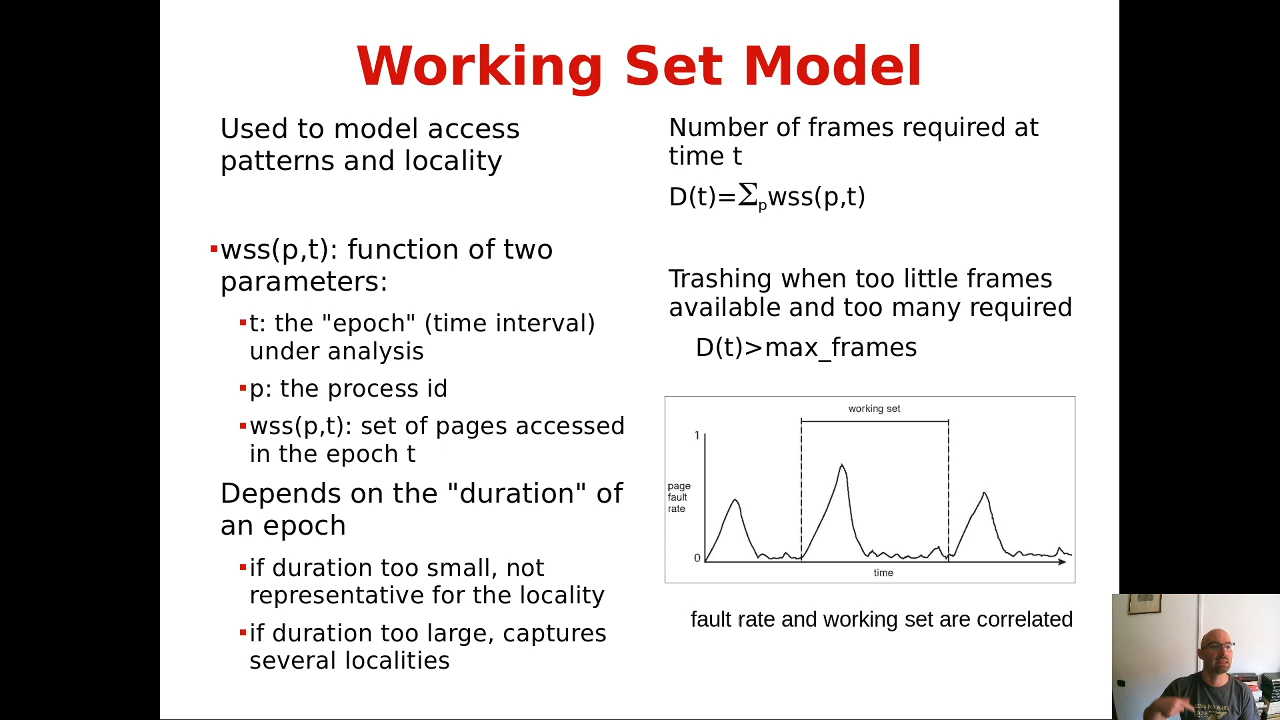 Working Set Model
Used to model access
patterns and locality
wss(p,t): function of two
parameters:
t: the "epoch" (time interval)
under analysis
p: the process id
wss(p,t): set of pages accessed
in the epoch t
Depends on the "duration" of
an epoch
if duration too small, not
representative for the locality
if duration too large, captures
several localities
Number of frames required at
time t
D(t)=Σpwss(p,t)
Trashing when too little frames
available and too many required
D(t)>max_frames
working set
1
page
fault
rate
0
time
fault rate and working set are correlated